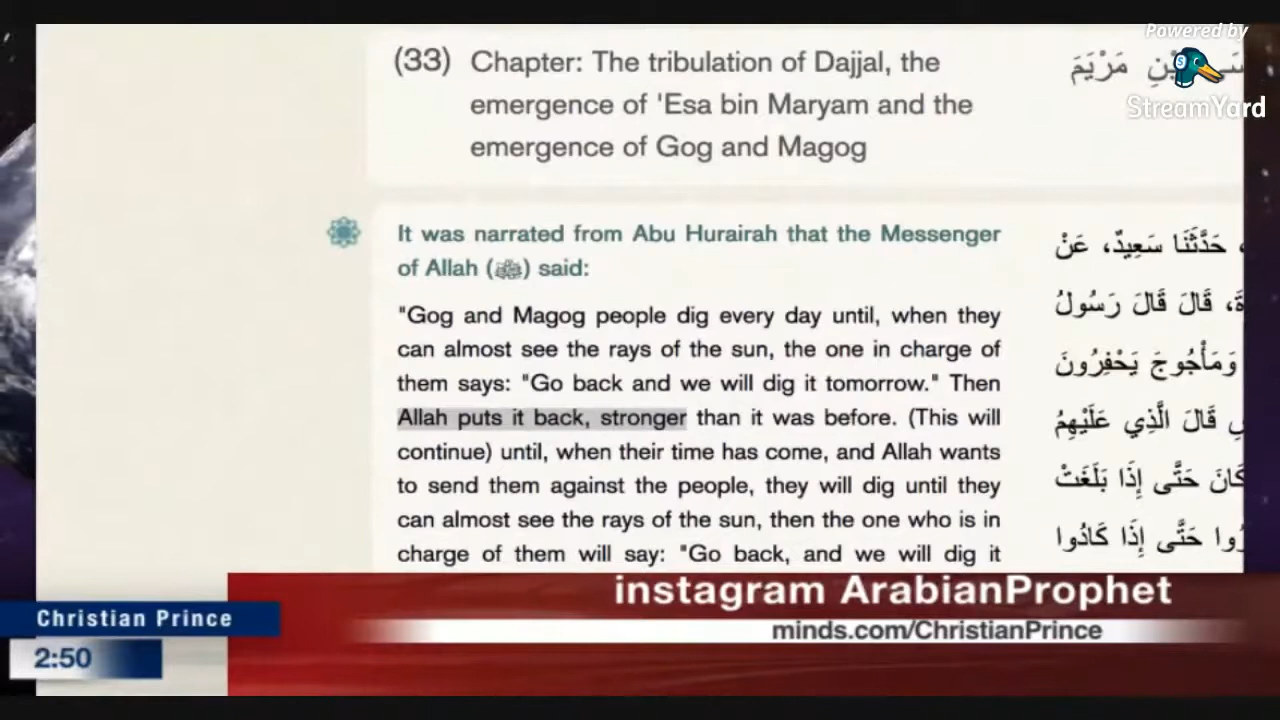 Powered by
StreamYard
(33) Chapter: The tribulation of Dajjal, the
emergence of 'Esa bin Maryam and the
emergence of Gog and Magog
بْنِ مَرْيَمَ
It was narrated from Abu Hurairah that the Messenger
of Allah (ﷺ) said:
"Gog and Magog people dig every day until, when they
can almost see the rays of the sun, the one in charge of
them says: "Go back and we will dig it tomorrow." Then
Allah puts it back, stronger than it was before. (This will
continue) until, when their time has come, and Allah wants
to send them against the people, they will dig until they
can almost see the rays of the sun, then the one who is in
charge of them will say: "Go back, and we will dig it
، حَدَّثَنَا سَعِيدٌ، عَنْ
قَالَ قَالَ رَسُولُ
وَمَأْجُوجَ يَحْفِرُونَ
قَالَ الَّذِي عَلَيْهِمُ
كَانَ حَتَّى إِذَا بَلَغَتْ
حَتَّى إِذَا كَادُوا
instagram ArabianProphet
minds.com/ChristianPrince
Christian Prince
2:50